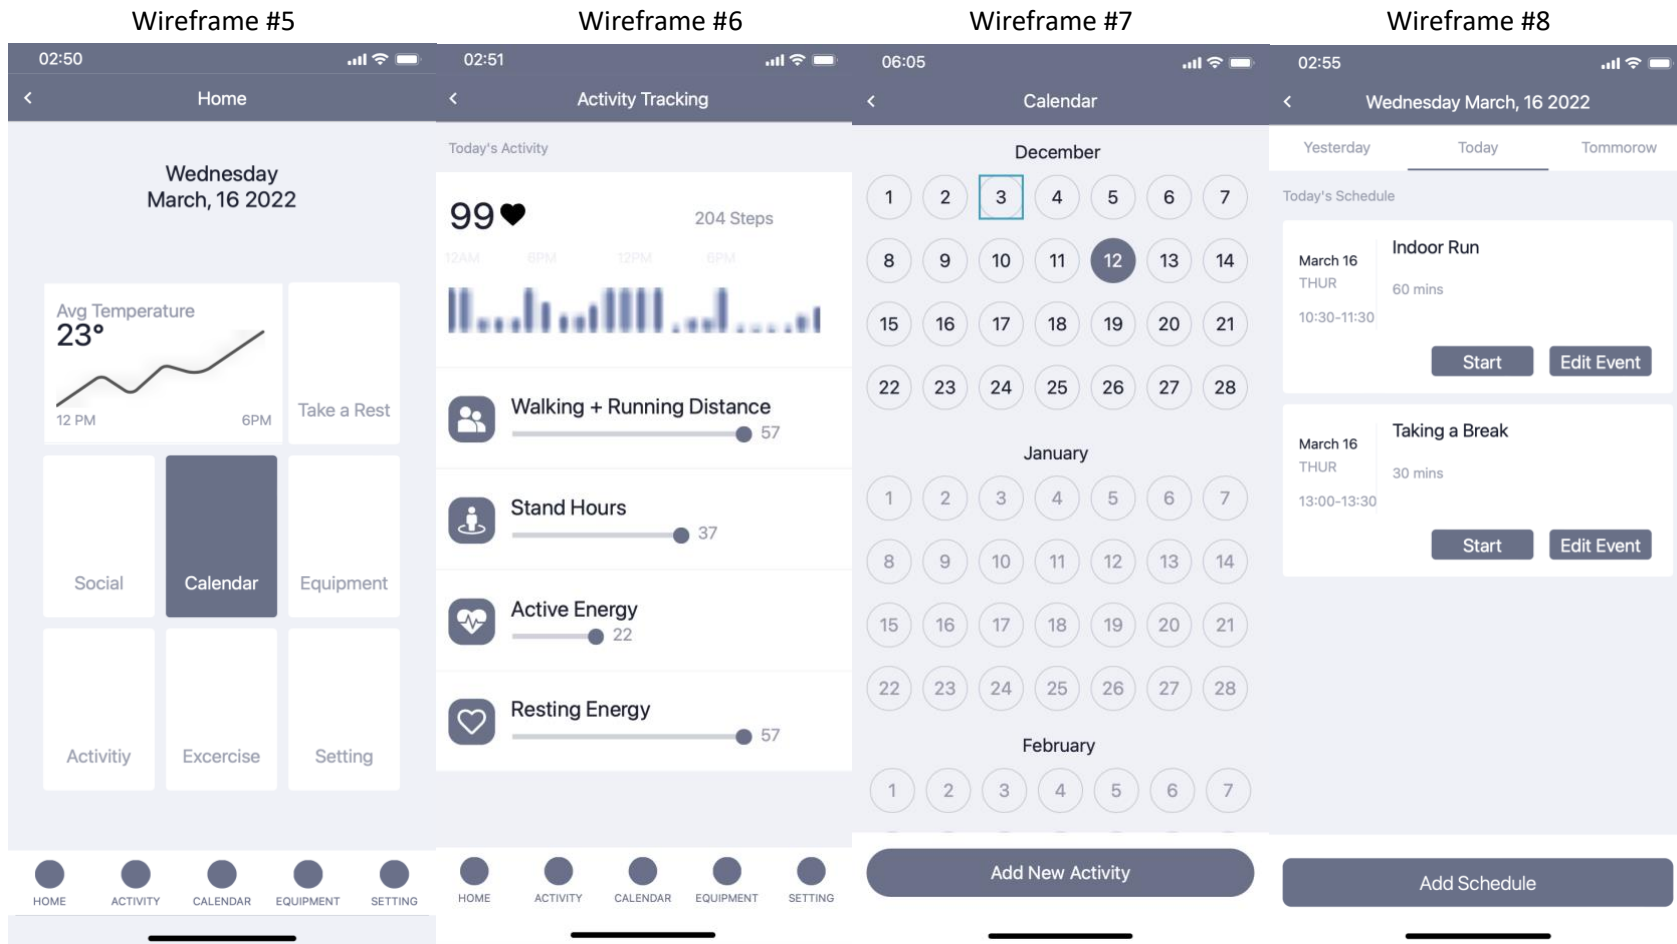 Wireframe #5
02:50
Home
Wednesday
March, 16 2022
Avg Temperature
23°
12 PM 6PM
Take a Rest
Social Calendar Equipment
Activitiy Excercise Setting
HOME ACTIVITY CALENDAR EQUIPMENT SETTING
Wireframe #6
02:51
Activity Tracking
Today's Activity
99
204 Steps
12AM 6PM 12PM 6PM
Walking + Running Distance
57
Stand Hours
37
Active Energy
22
Resting Energy
57
HOME ACTIVITY CALENDAR EQUIPMENT SETTING
Wireframe #7
06:05
Calendar
December
1 2 3 4 5 6 7
8 9 10 11 12 13 14
15 16 17 18 19 20 21
22 23 24 25 26 27 28
January
1 2 3 4 5 6 7
8 9 10 11 12 13 14
15 16 17 18 19 20 21
22 23 24 25 26 27 28
February
1 2 3 4 5 6 7
Add New Activity
Wireframe #8
02:55
Wednesday March, 16 2022
Yesterday Today Tommorow
Today's Schedule
March 16
THUR
10:30-11:30
Indoor Run
60 mins
Start Edit Event
March 16
THUR
13:00-13:30
Taking a Break
30 mins
Start Edit Event
Add Schedule